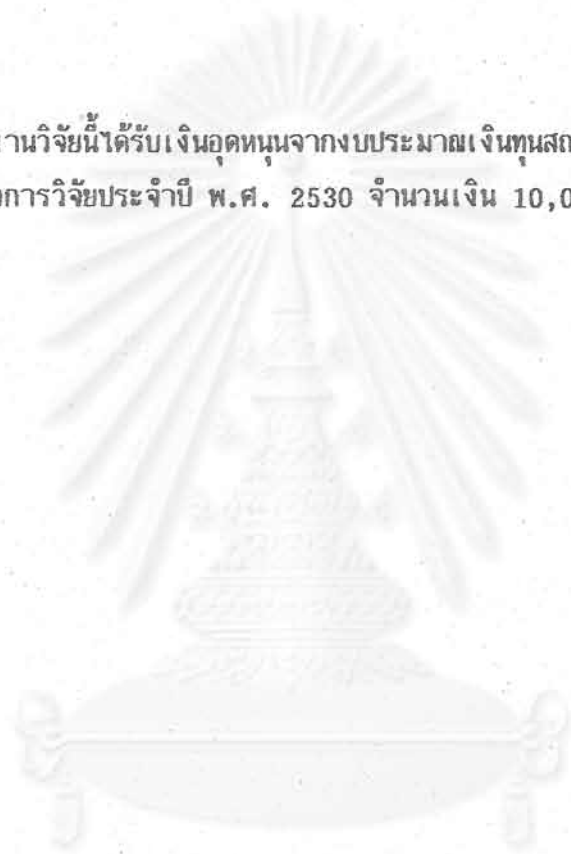 านวิจัยนี้ได้รับเงินอุดหนุนจากงบประมาณเงินทุนสถ
การวิจัยประจำปี พ.ศ. 2530 จำนวนเงิน 10,0